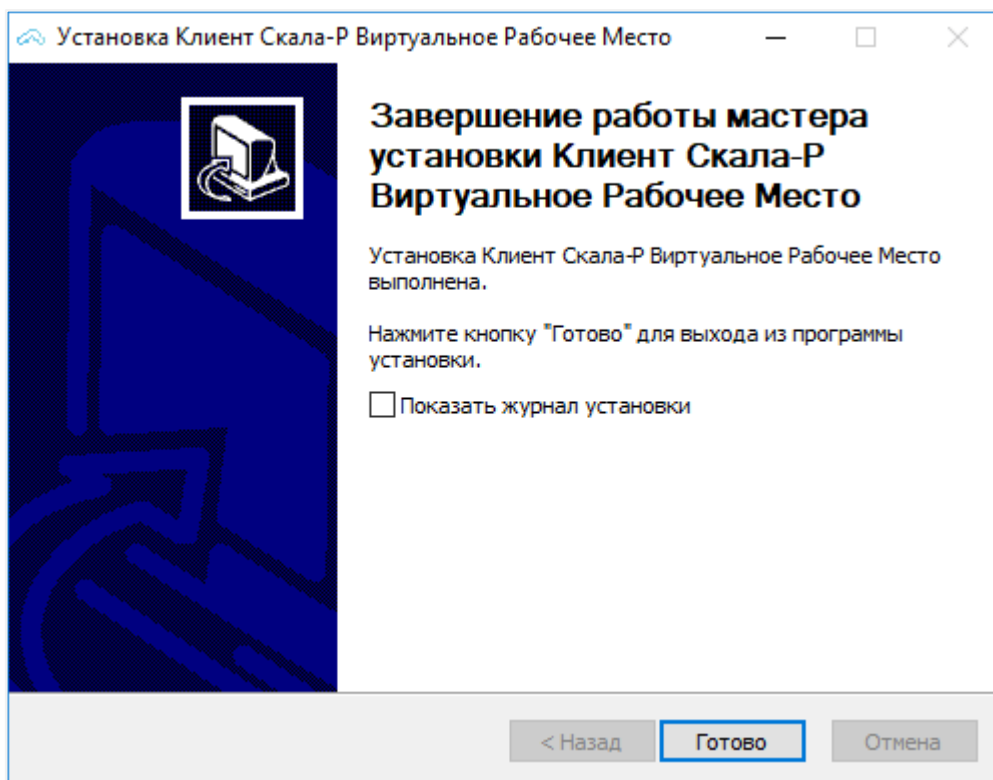 Установка Клиент Скала-Р Виртуальное Рабочее Место
Завершение работы мастера
установки Клиент Скала-Р
Виртуальное Рабочее Место
Установка Клиент Скала-Р Виртуальное Рабочее Место
выполнена.
Нажмите кнопку "Готово" для выхода из программы
установки.
Показать журнал установки
< Назад
Готово
Отмена